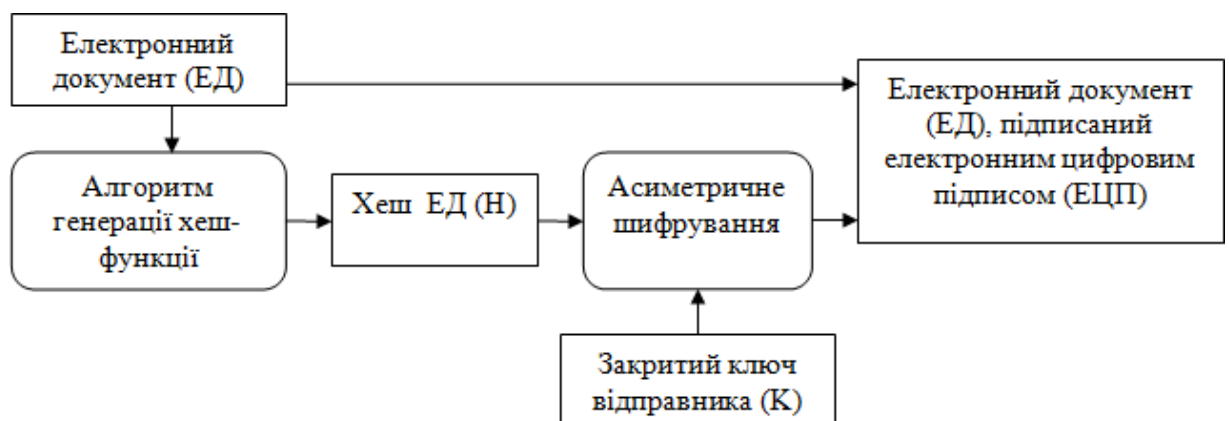 Електронний
документ (ЕД)
Електронний документ
(ЕД), підписаний
електронним цифровим
підписом (ЕЦП)
Алгоритм
генерації хеш-
функції
Хеш ЕД (Н)
Асиметричне
шифрування
Закритий ключ
відправника (К)